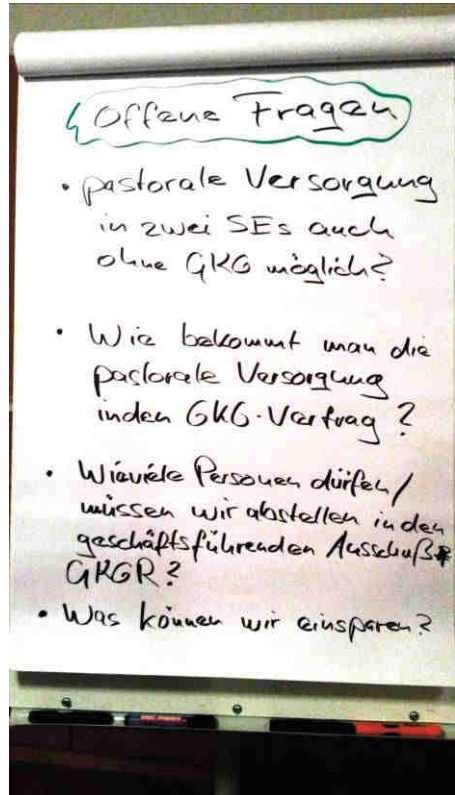 Offene Fragen
• pastorale Versorgung
in zwei SEs auch
ohne GKG möglich?
• Wie bekommt man die
pastorale Versorgung
inden GKG-Vertrag?
• Wieviele Personen dürfen/
müssen wir abstellen in den
geschäftsführenden Ausschuß
GKGR?
• Was können wir einsparen?